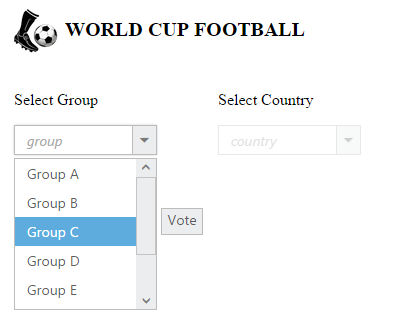 WORLD CUP FOOTBALL
Select Group
Select Country
group
country
Group A
Group B
Group C
Group D
Group E
Vote